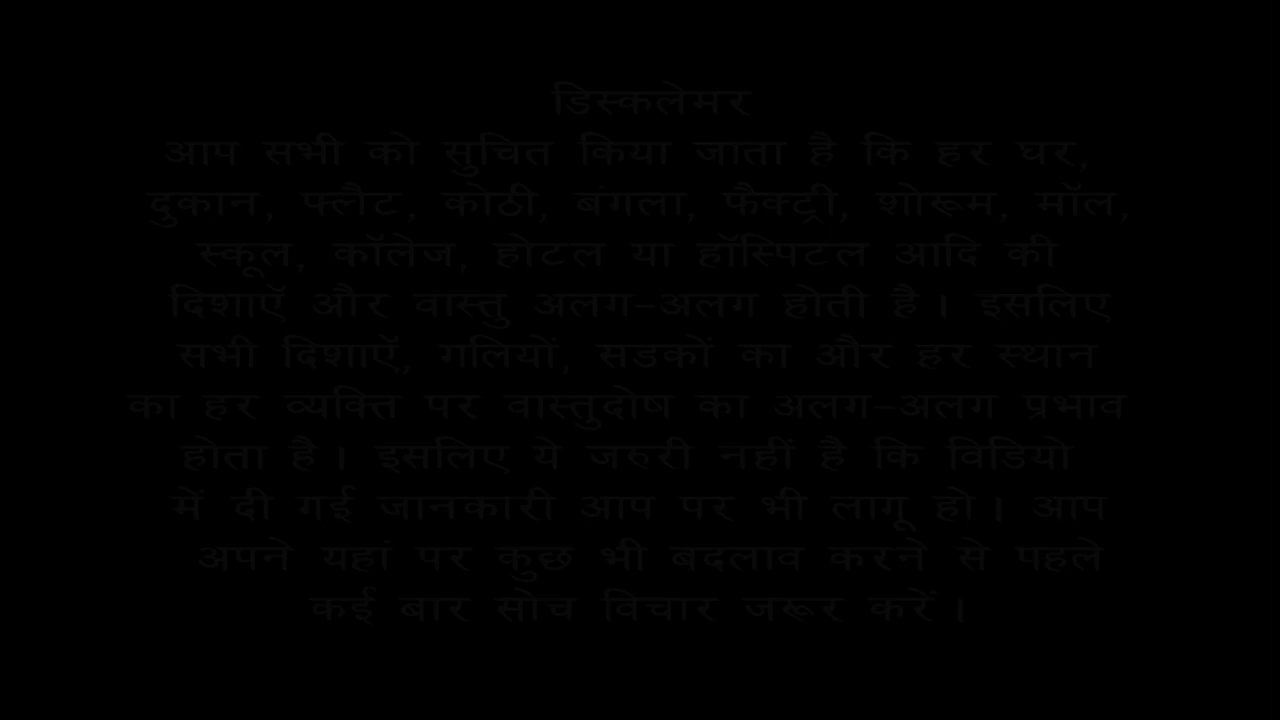 डिस्कलेमर
आप सभी को सुचित किया जाता है कि हर घर,
दुकान, फ्लैट, कोठी, बंगला, फैक्ट्री, शोरूम, मॉल,
स्कूल, कॉलेज, होटल या हॉस्पिटल आदि की
दिशाएॅ और वास्तु अलग-अलग होती है। इसलिए
सभी दिशाएॅ, गलियों, सडकों का और हर स्थान
का हर व्यक्ति पर वास्तुदोष का अलग-अलग प्रभाव
होता है। इसलिए ये जरुरी नहीं है कि विडियो
में दी गई जानकारी आप पर भी लागू हो। आप
अपने यहां पर कुछ भी बदलाव करने से पहले
कई बार सोच विचार जरूर करें।